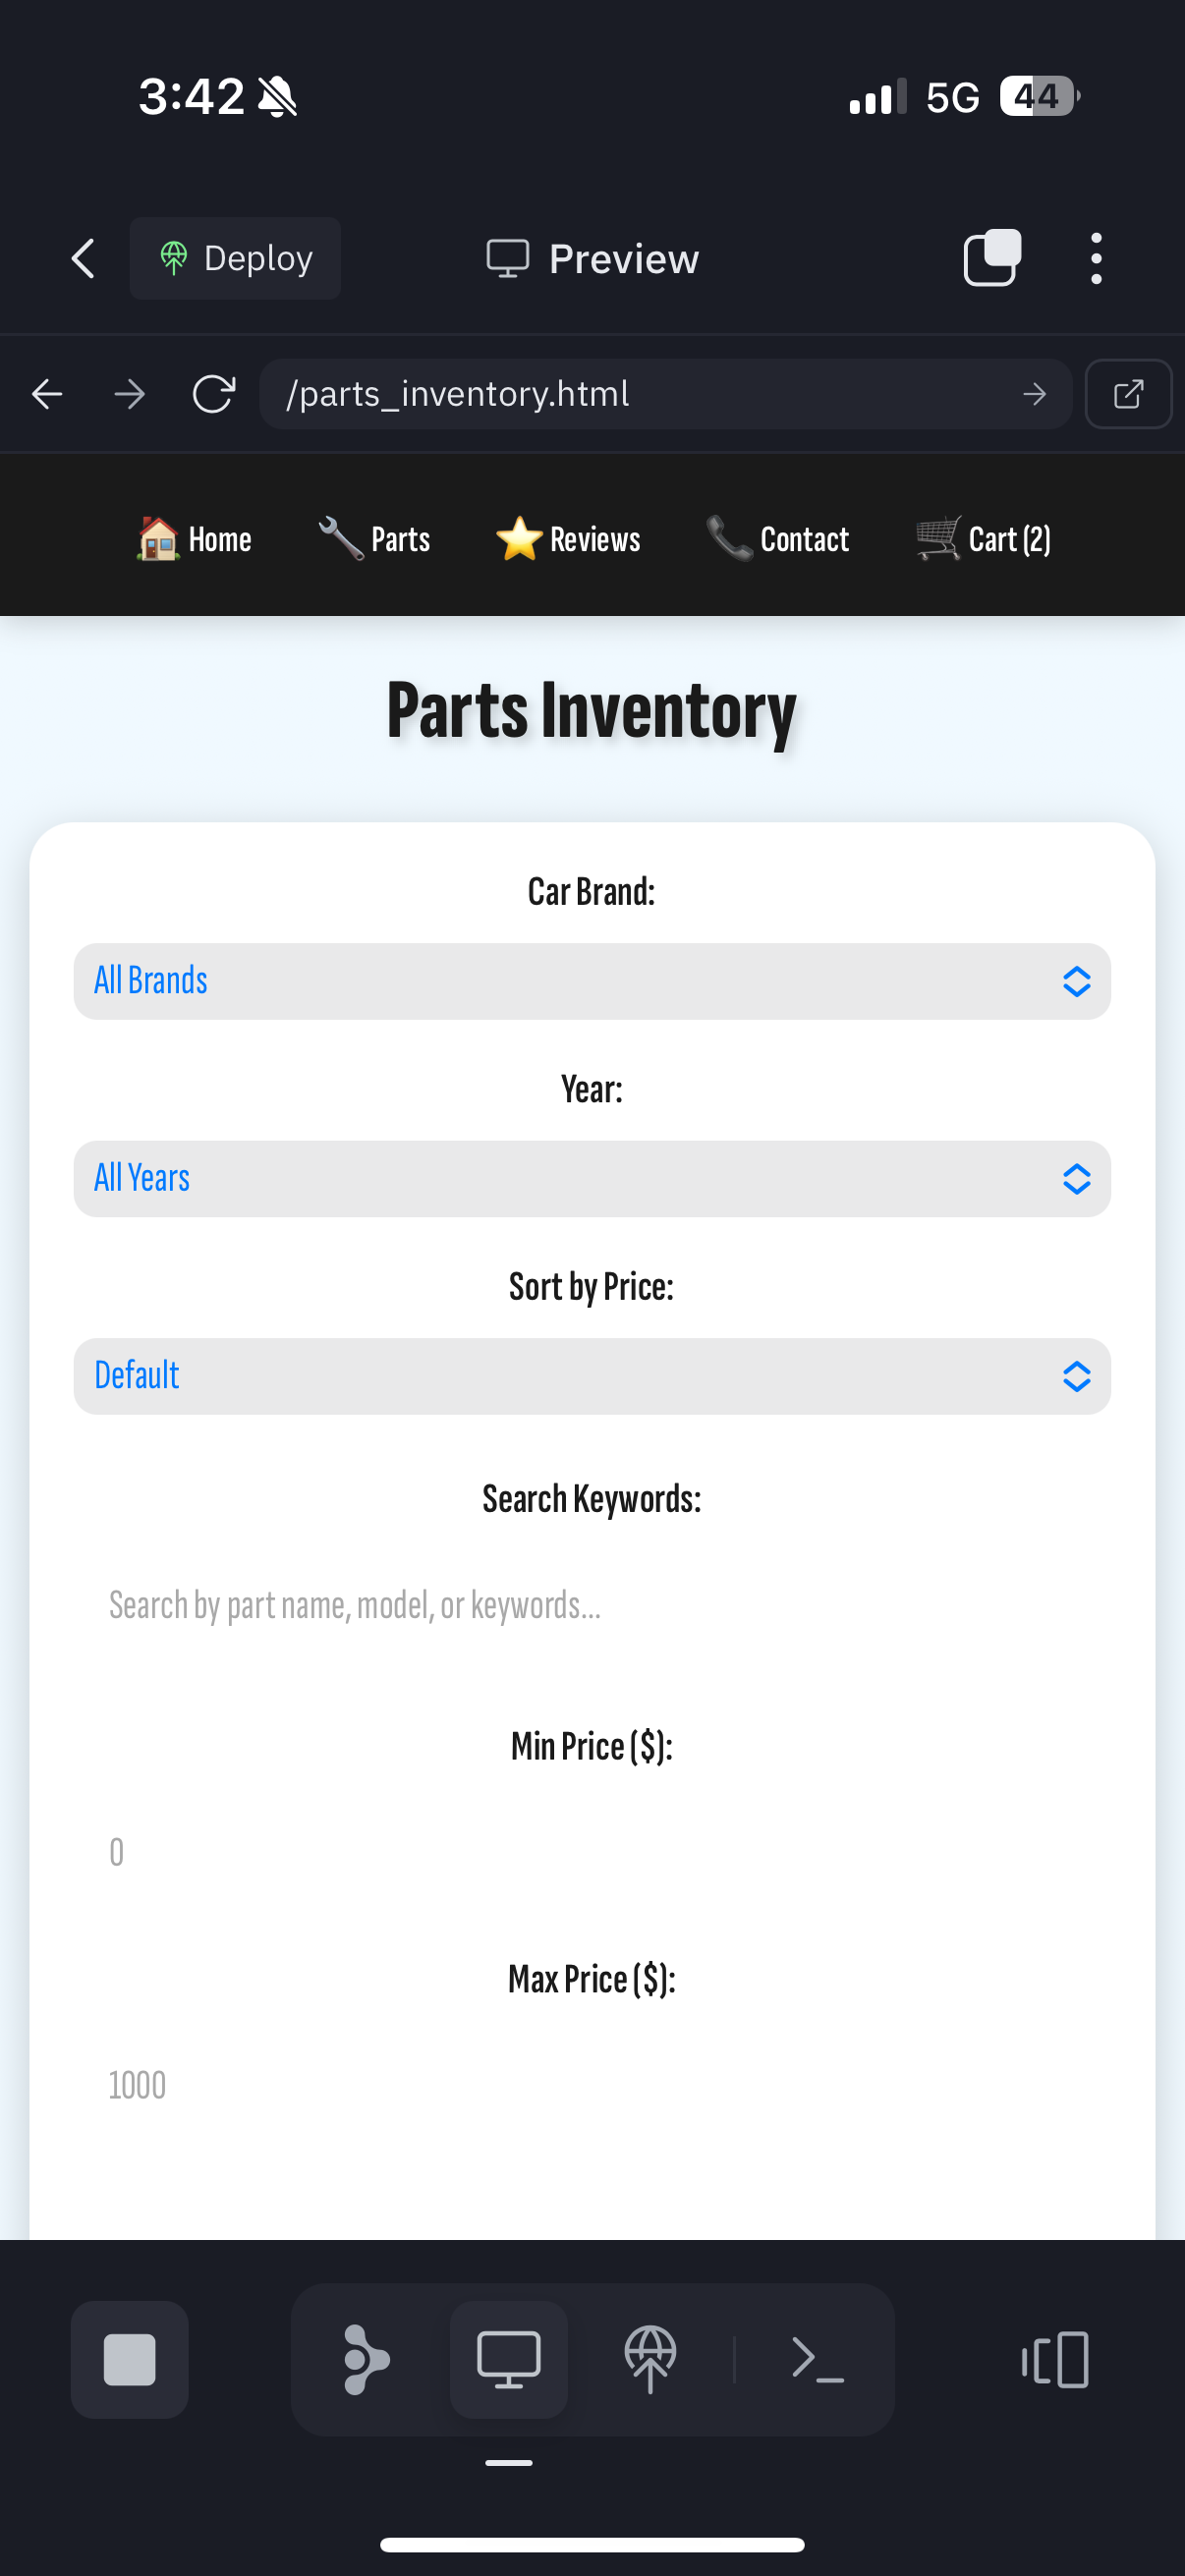 3:42
5G
44
Deploy
Preview
/parts_inventory.html
Home
Parts
Reviews
Contact
Cart (2)
Parts Inventory
Car Brand:
All Brands
Year:
All Years
Sort by Price:
Default
Search Keywords:
Search by part name, model, or keywords...
Min Price ($):
0
Max Price ($):
1000